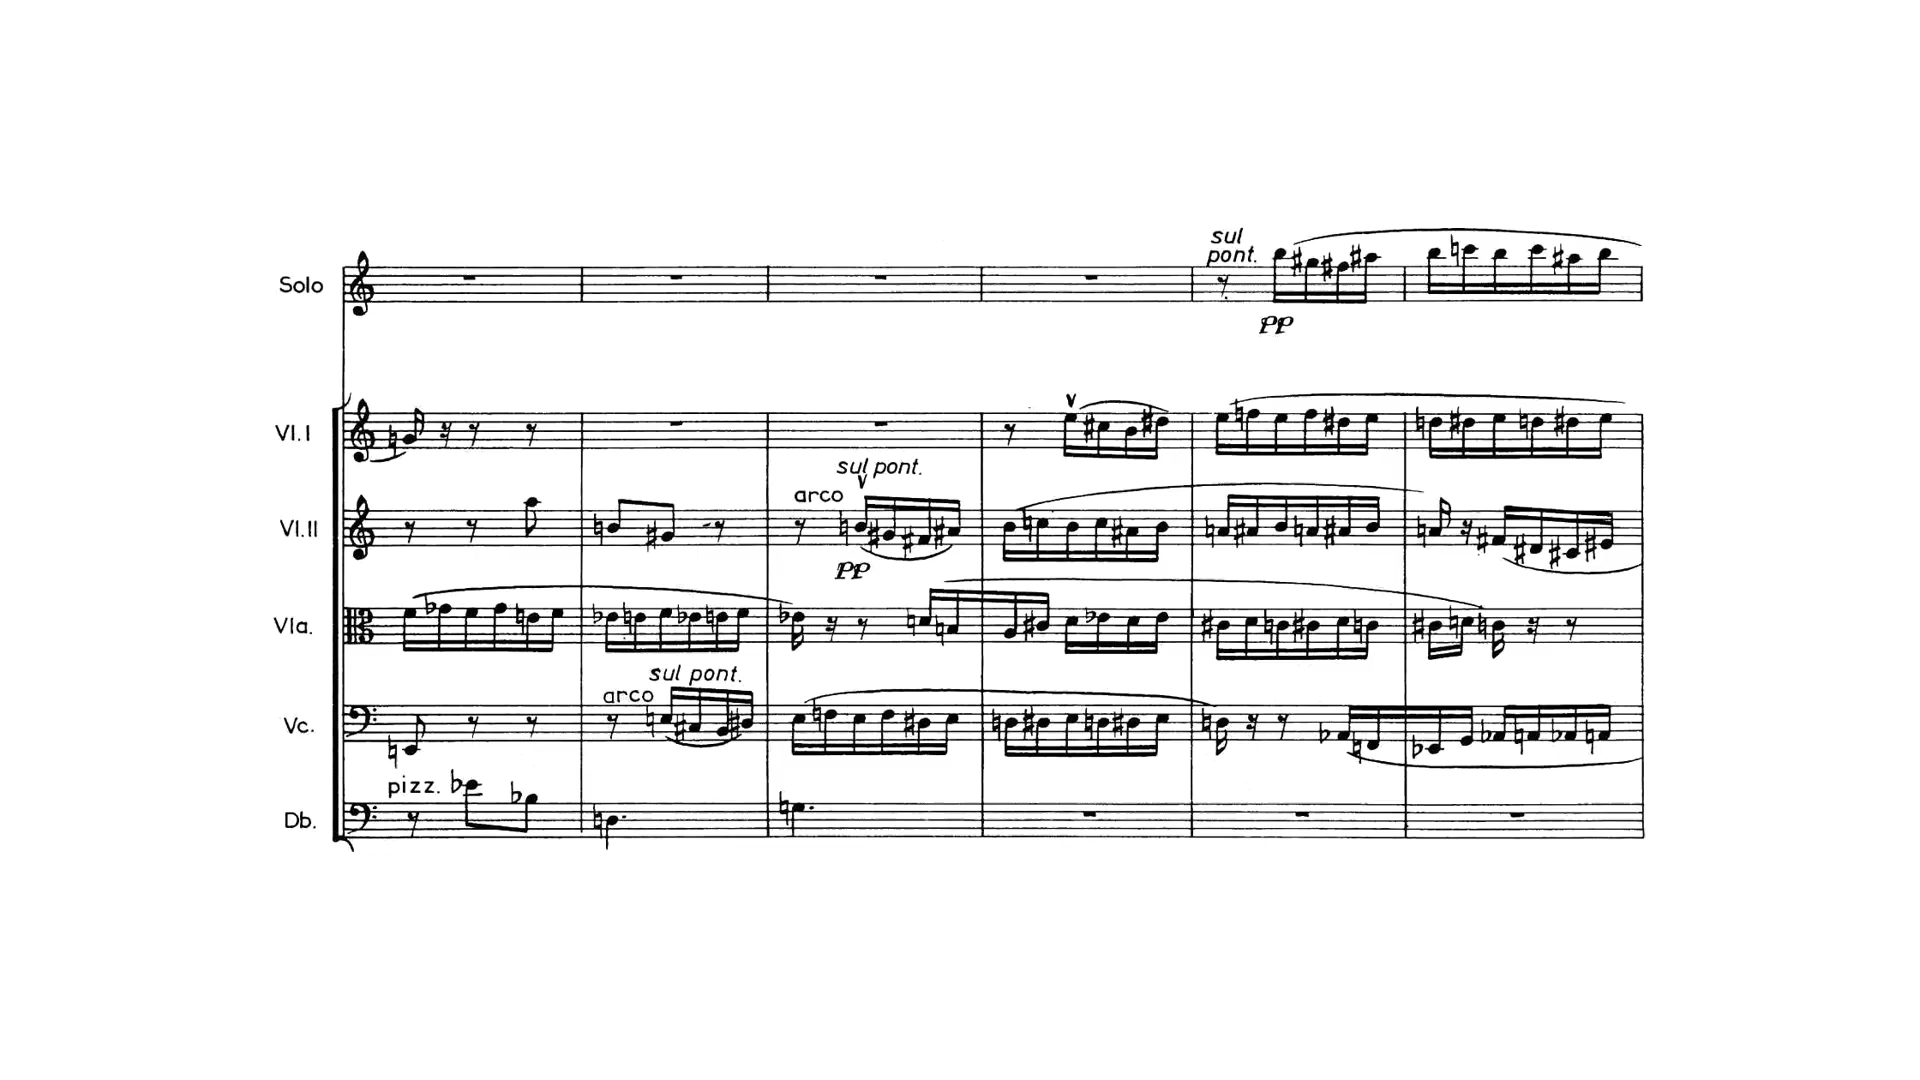 sul
pont.
Solo
pp
Vl.I
sul pont.
arco
Vl.II
pp
Vla.
sul pont.
arco
Vc.
pizz.
Db.